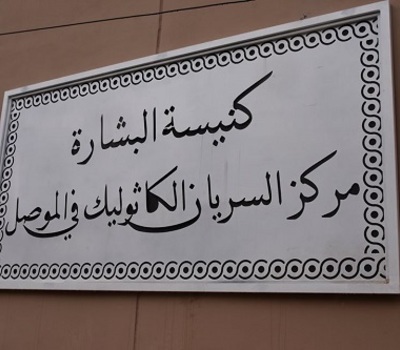 كنيسة البشارة
مركز السريان الكاثوليك في الموصل